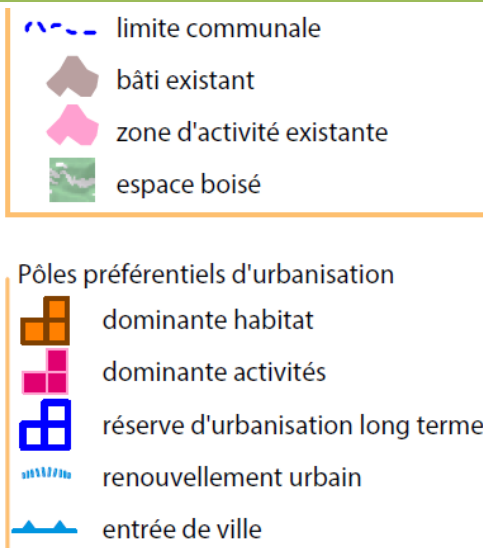 limite communale
bâti existant
zone d'activité existante
espace boisé
Pôles préférentiels d'urbanisation
dominante habitat
dominante activités
réserve d'urbanisation long terme
renouvellement urbain
entrée de ville